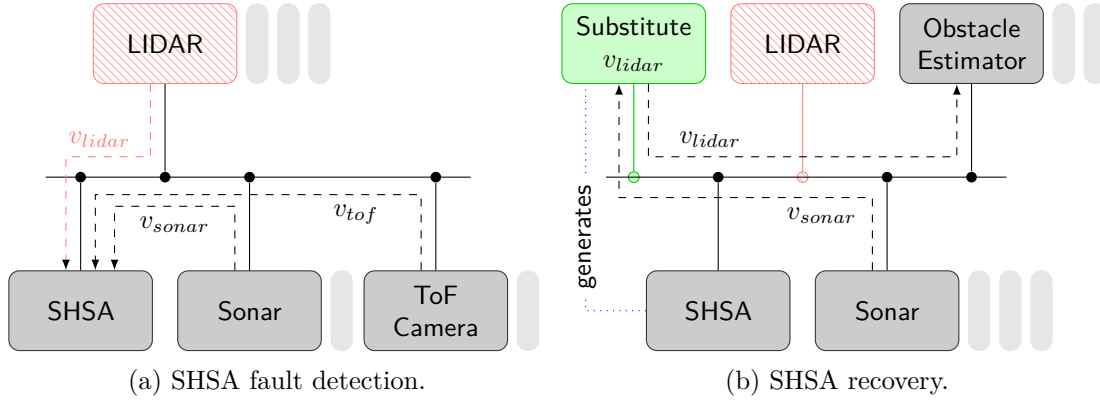 LIDAR
v_lidar
v_tof
v_sonar
SHSA
Sonar
ToF
Camera
(a) SHSA fault detection.
Substitute
v_lidar
LIDAR
Obstacle
Estimator
v_lidar
v_sonar
generates
SHSA
Sonar
(b) SHSA recovery.